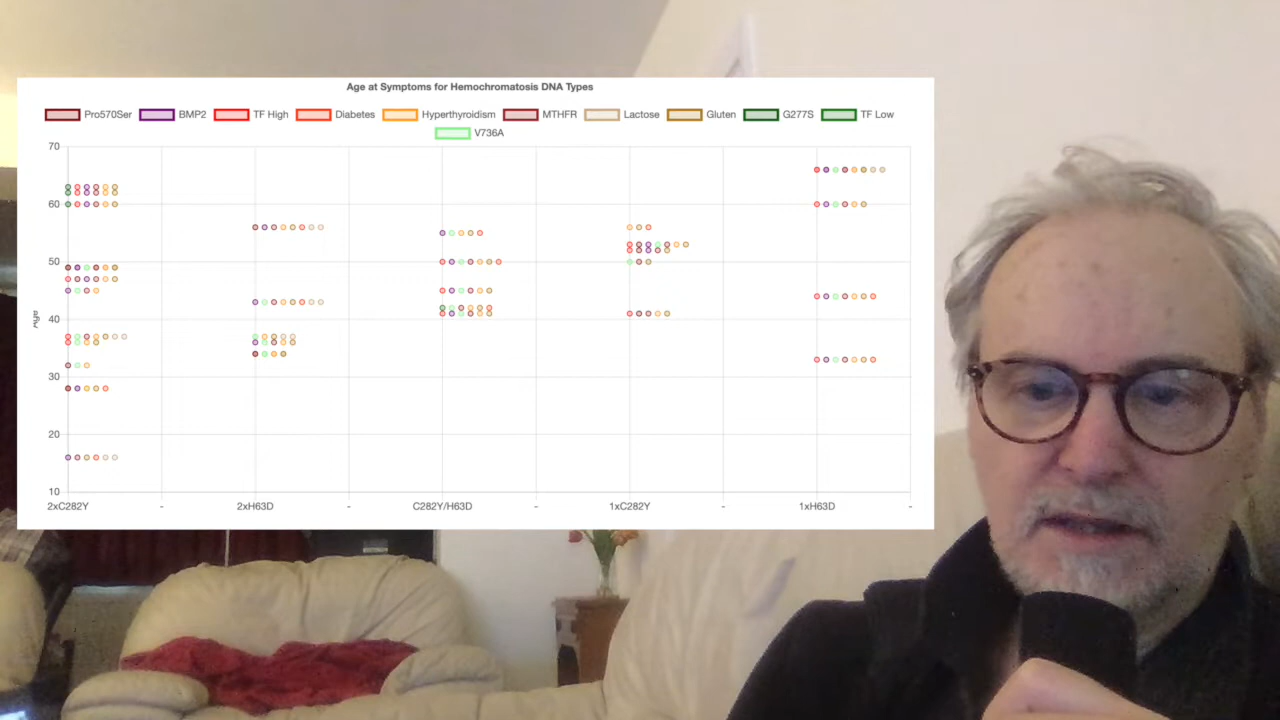 Age at Symptoms for Hemochromatosis DNA Types
Pro570Ser BMP2 TF High Diabetes Hyperthyroidism MTHFR Lactose Gluten G277S TF Low
V736A
70
60
50
40
30
20
10
Age
2xC282Y - 2xH63D - C282Y/H63D - 1xC282Y - 1xH63D -